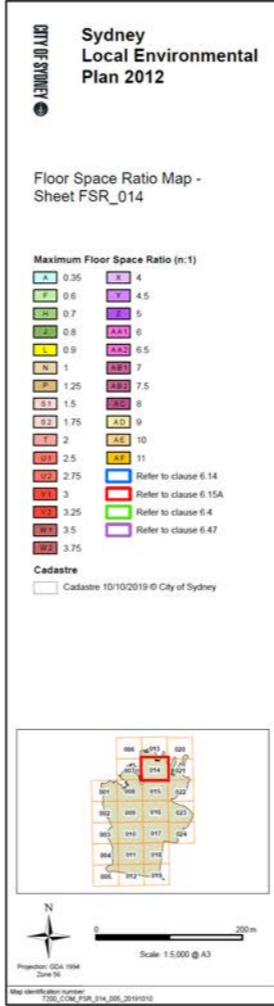 CITY OF SYDNEY
Sydney
Local Environmental
Plan 2012
Floor Space Ratio Map -
Sheet FSR_014
Maximum Floor Space Ratio (n:1)
A 0.35
F 0.6
H 0.7
J 0.8
L 0.9
N 1
P 1.25
S1 1.5
S2 1.75
T 2
U1 2.5
U2 2.75
V1 3
V2 3.25
W1 3.5
W2 3.75
X 4
Y 4.5
Z 5
AA1 6
AA2 6.5
AB1 7
AB2 7.5
AC 8
AD 9
AE 10
AF 11
Refer to clause 6.14
Refer to clause 6.15A
Refer to clause 6.4
Refer to clause 6.47
Cadastre
Cadastre 10/10/2019 © City of Sydney
006 013 020
007 014 021
001 008 015 022
002 009 016 023
003 010 017 024
004 011 018
005 012 019
N
0 200 m
Scale: 1:5,000 @ A3
Projection: GDA 1994
Zone 56
Map identification number:
7200_COM_FSR_014_005_20191010